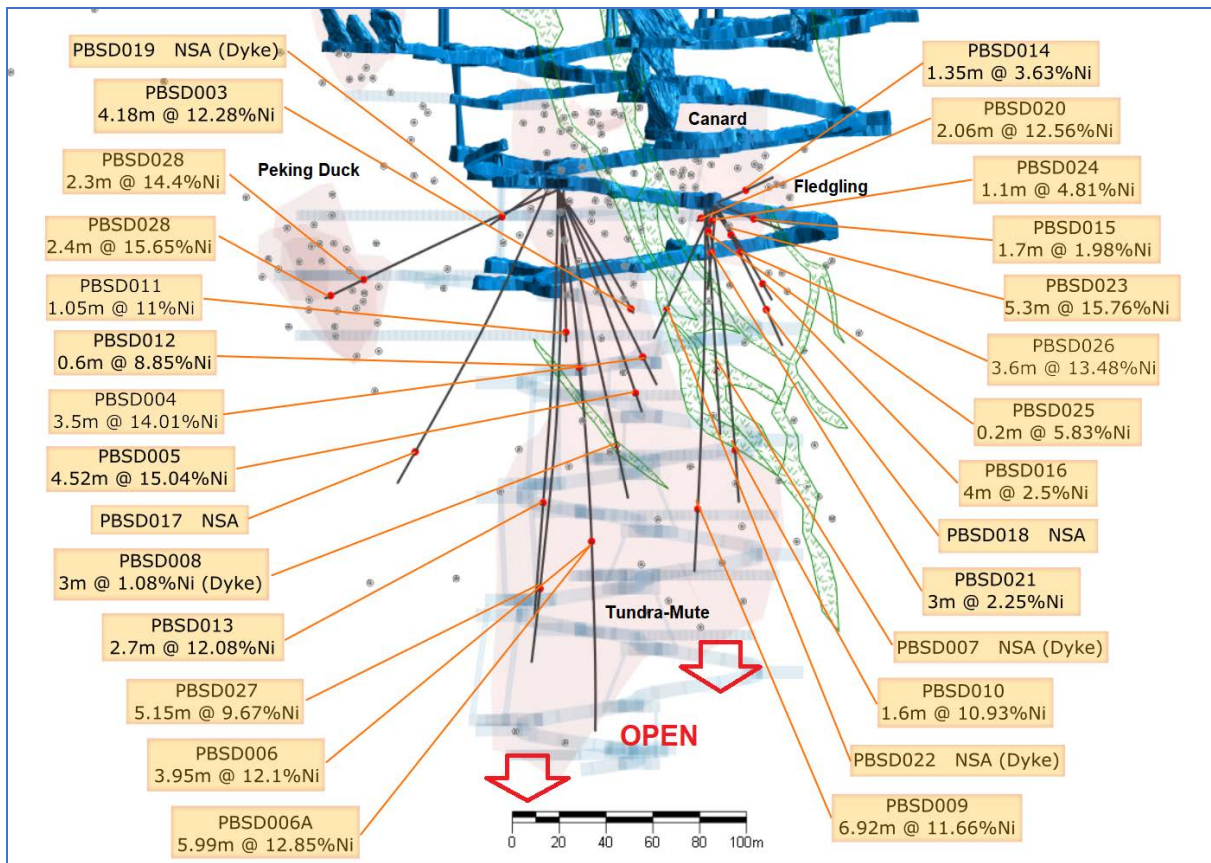 PBSD019 NSA (Dyke)
PBSD003
4.18m @ 12.28%Ni
PBSD028
2.3m @ 14.4%Ni
PBSD028
2.4m @ 15.65%Ni
PBSD011
1.05m @ 11%Ni
PBSD012
0.6m @ 8.85%Ni
PBSD004
3.5m @ 14.01%Ni
PBSD005
4.52m @ 15.04%Ni
PBSD017 NSA
PBSD008
3m @ 1.08%Ni (Dyke)
PBSD013
2.7m @ 12.08%Ni
PBSD027
5.15m @ 9.67%Ni
PBSD006
3.95m @ 12.1%Ni
PBSD006A
5.99m @ 12.85%Ni
Peking Duck
Canard
Fledgling
Tundra-Mute
OPEN
0 20 40 60 80 100m
PBSD014
1.35m @ 3.63%Ni
PBSD020
2.06m @ 12.56%Ni
PBSD024
1.1m @ 4.81%Ni
PBSD015
1.7m @ 1.98%Ni
PBSD023
5.3m @ 15.76%Ni
PBSD026
3.6m @ 13.48%Ni
PBSD025
0.2m @ 5.83%Ni
PBSD016
4m @ 2.5%Ni
PBSD018 NSA
PBSD021
3m @ 2.25%Ni
PBSD007 NSA (Dyke)
PBSD010
1.6m @ 10.93%Ni
PBSD022 NSA (Dyke)
PBSD009
6.92m @ 11.66%Ni